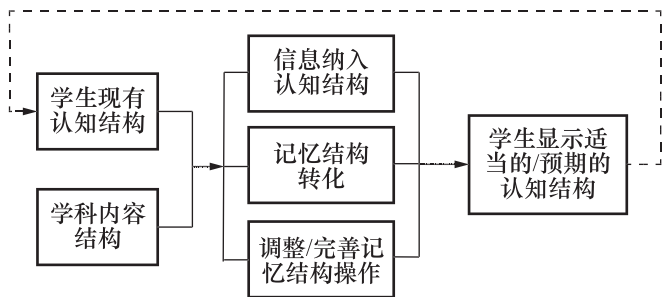 学生现有
认知结构
学科内容
结构
信息纳入
认知结构
记忆结构
转化
调整/完善记
忆结构操作
学生显示适
当的/预期的
认知结构